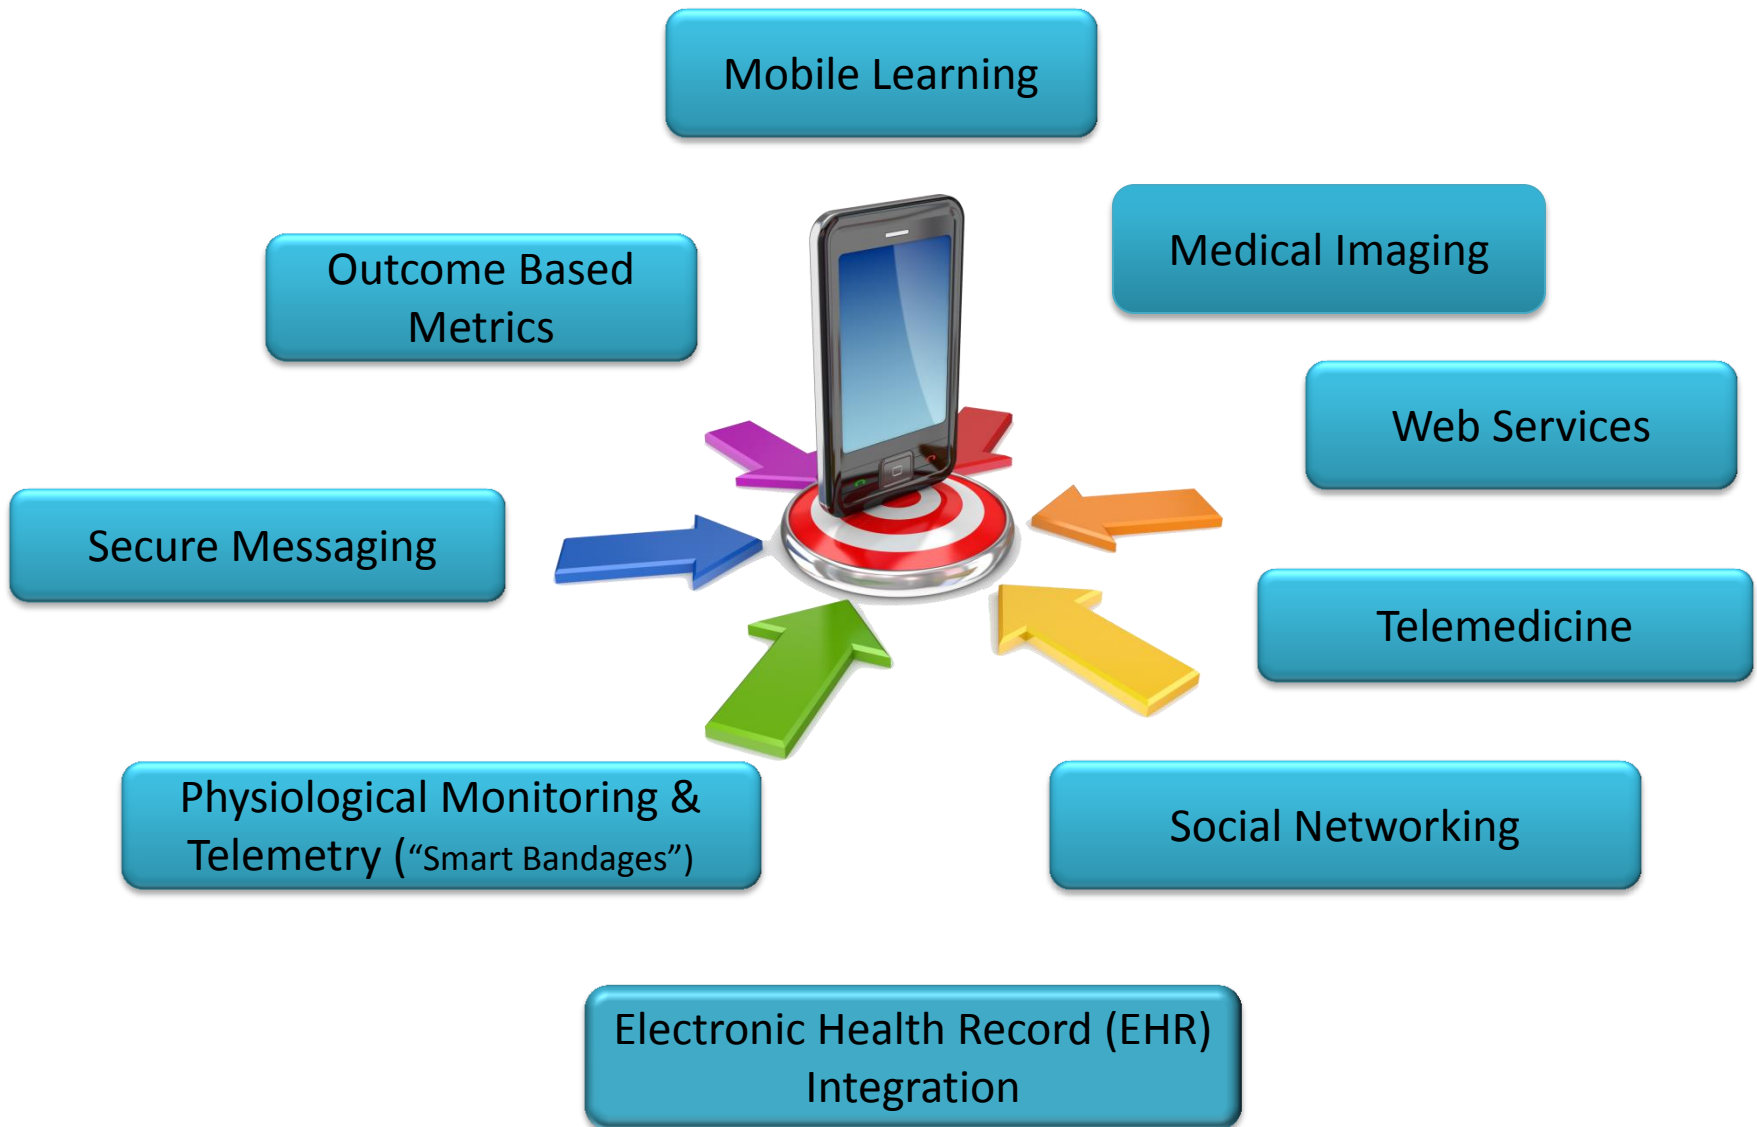 Mobile Learning
Outcome Based
Metrics
Medical Imaging
Web Services
Secure Messaging
Telemedicine
Physiological Monitoring &
Telemetry (“Smart Bandages”)
Social Networking
Electronic Health Record (EHR)
Integration